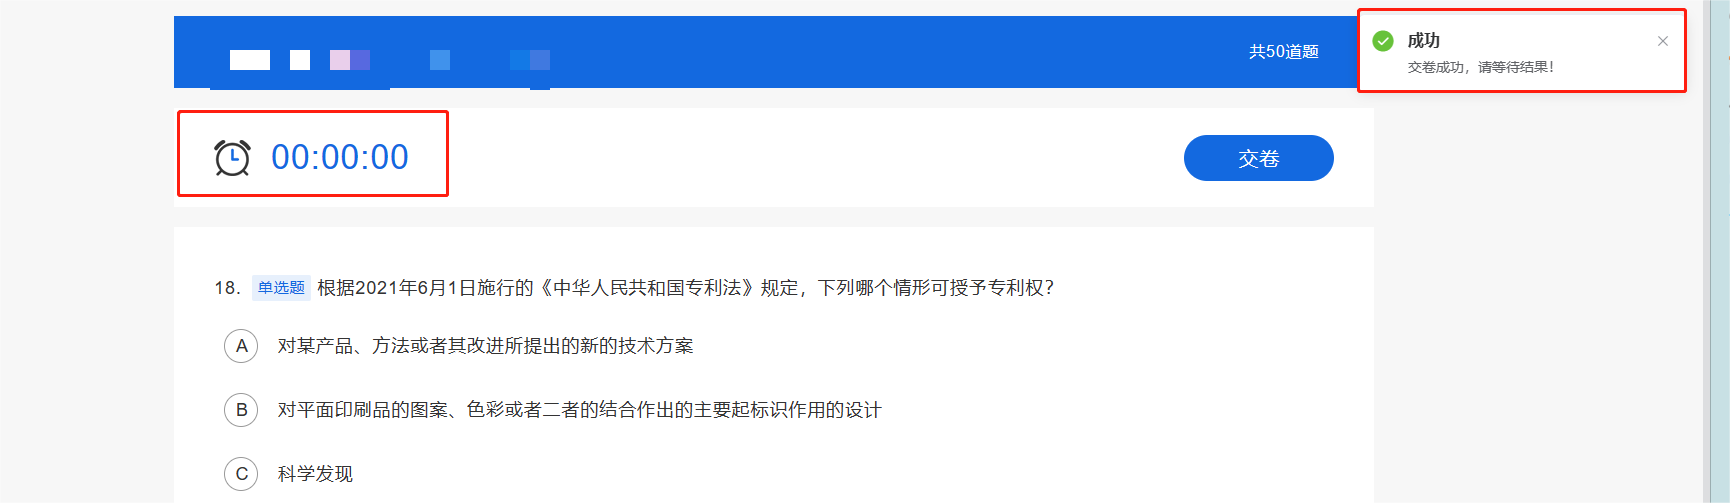 共50道题
成功
交卷成功，请等待结果！
00:00:00
交卷
18. 单选题 根据2021年6月1日施行的《中华人民共和国专利法》规定，下列哪个情形可授予专利权？
A 对某产品、方法或者其改进所提出的新的技术方案
B 对平面印刷品的图案、色彩或者二者的结合作出的主要起标识作用的设计
C 科学发现